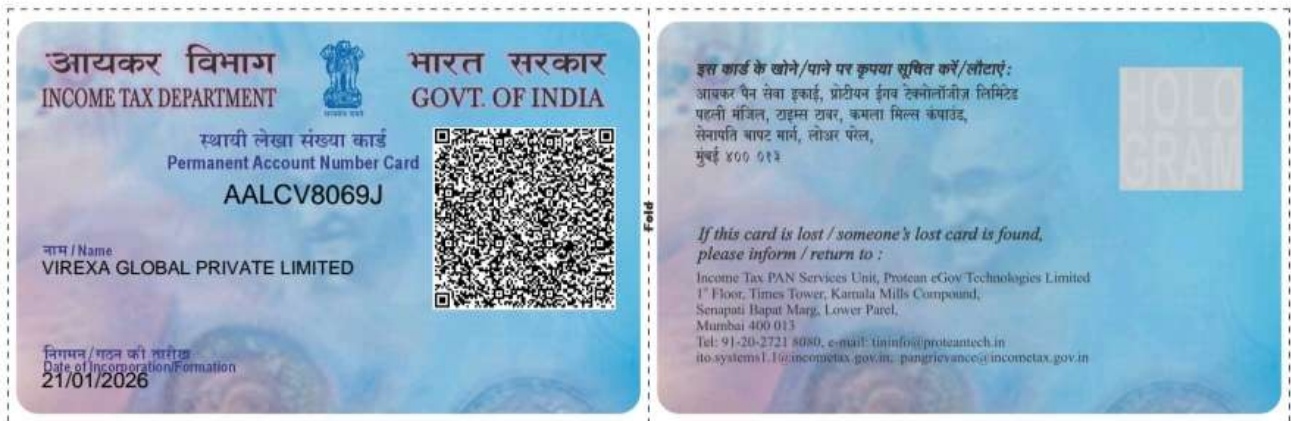 आयकर विभाग
INCOME TAX DEPARTMENT
भारत सरकार
GOVT. OF INDIA
स्थायी लेखा संख्या कार्ड
Permanent Account Number Card
AALCV8069J
नाम / Name
VIREXA GLOBAL PRIVATE LIMITED
निगमन/गठन की तारीख
Date of Incorporation/Formation
21/01/2026
Fold
इस कार्ड के खोने/पाने पर कृपया सूचित करें/लौटाएं:
आयकर पैन सेवा इकाई, प्रोटीयन ईगव टेक्नोलॉजीज़ लिमिटेड
पहली मंजिल, टाइम्स टावर, कमला मिल्स कंपाउंड,
सेनापति बापट मार्ग, लोअर परेल,
मुंबई ४०० ०१३
HOLO
GRAM
If this card is lost / someone's lost card is found,
please inform / return to :
Income Tax PAN Services Unit, Protean eGov Technologies Limited
1st Floor, Times Tower, Kamala Mills Compound,
Senapati Bapat Marg, Lower Parel,
Mumbai 400 013
Tel: 91-20-2721 8080, e-mail: tininfo@proteantech.in
ito.systems1.1@incometax.gov.in, pangrievance@incometax.gov.in